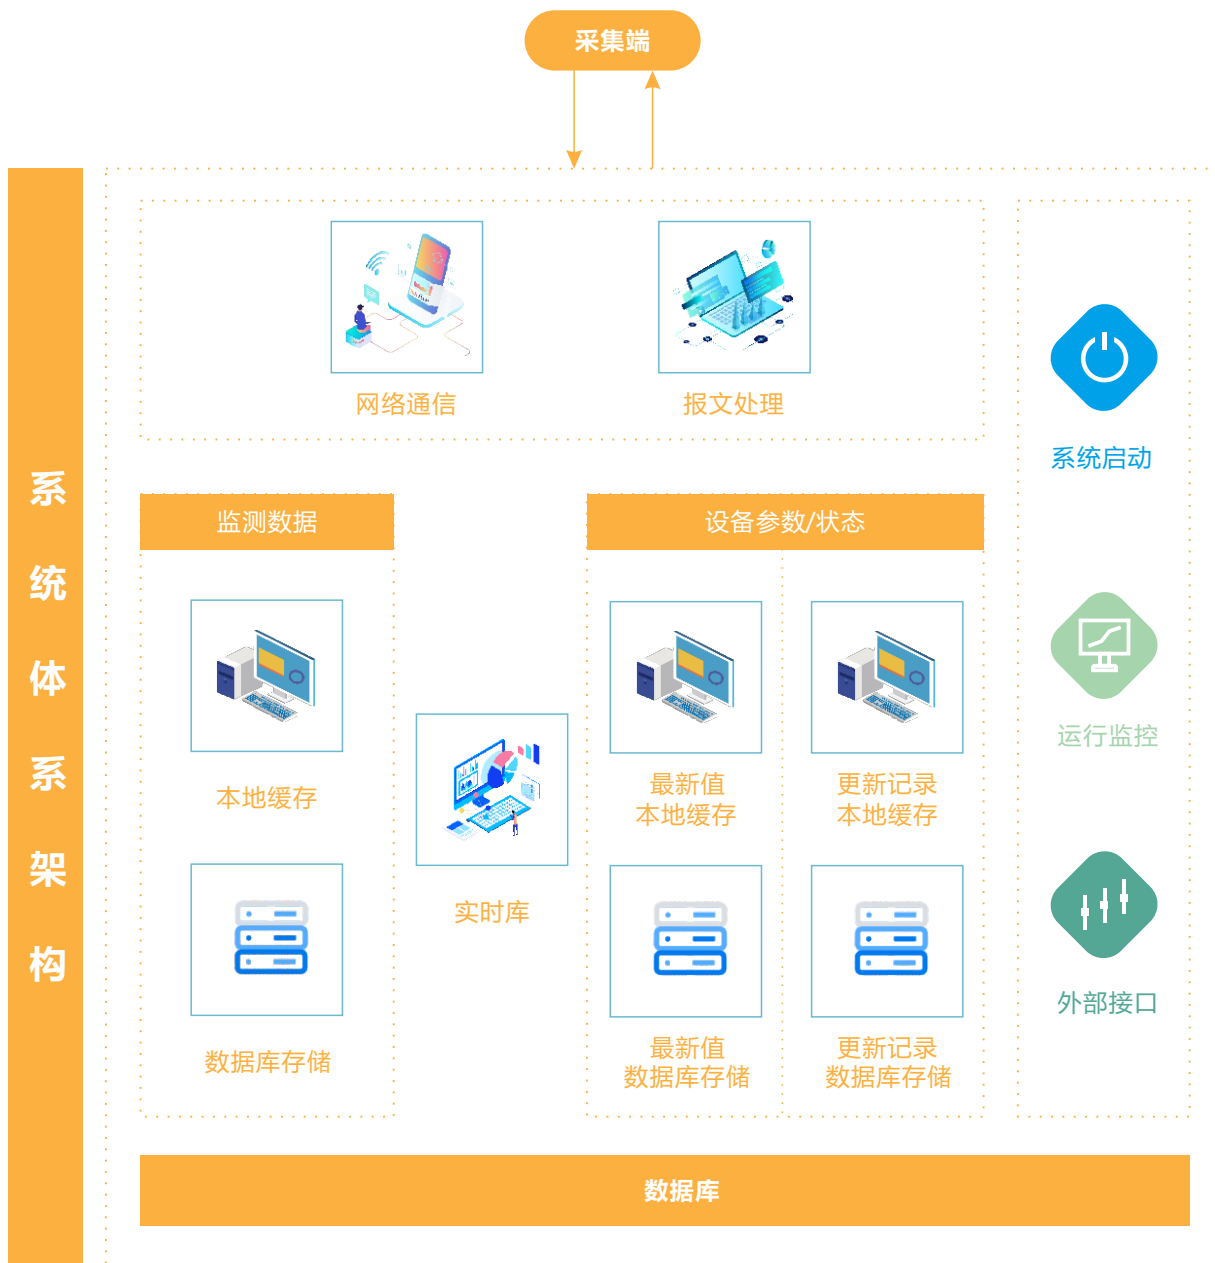 采集端
系统体系架构
网络通信
报文处理
系统启动
监测数据
设备参数/状态
运行监控
本地缓存
最新值
本地缓存
更新记录
本地缓存
实时库
外部接口
数据库存储
最新值
数据库存储
更新记录
数据库存储
数据库